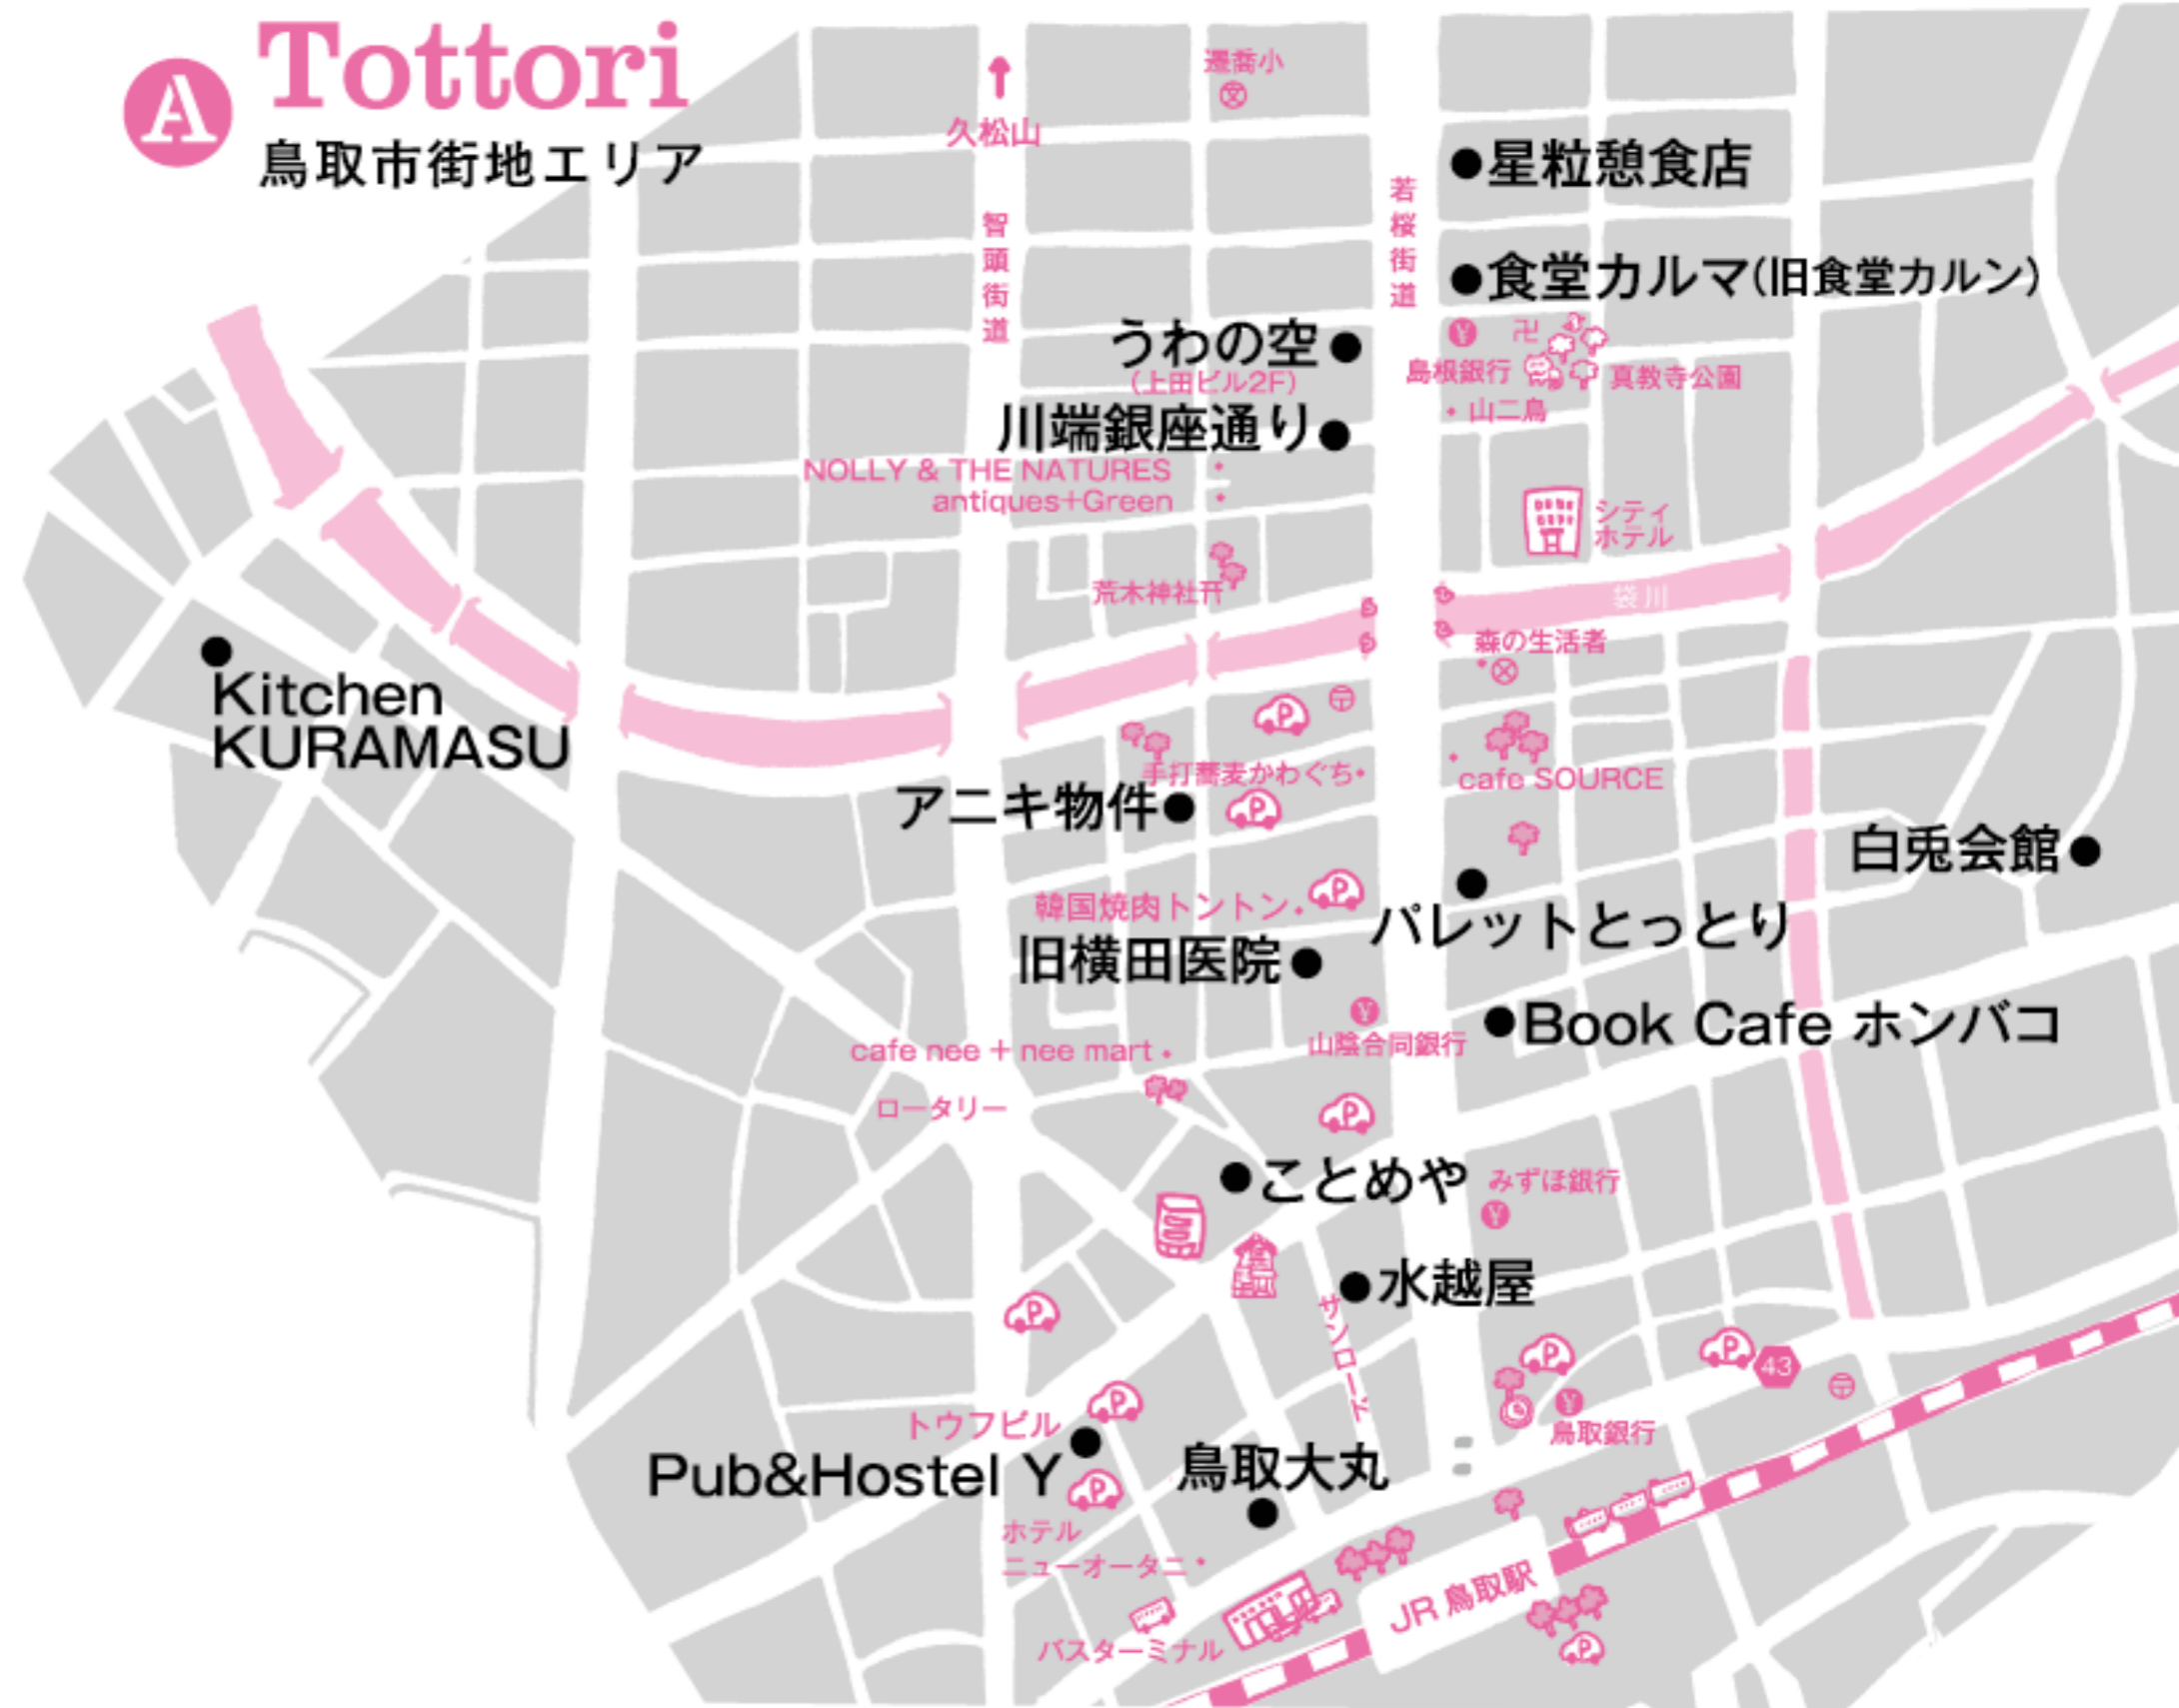 A
Tottori
鳥取市街地エリア
遷喬小
久松山
智頭街道
若桜街道
星粒憩食店
食堂カルマ(旧食堂カルン)
うわの空
(上田ビル2F)
島根銀行
真教寺公園
山二鳥
川端銀座通り
NOLLY & THE NATURES
antiques+Green
シティ
ホテル
荒木神社
袋川
森の生活者
Kitchen
KURAMASU
手打蕎麦かわぐち
cafe SOURCE
アニキ物件
白兎会館
韓国焼肉トントン
パレットとっとり
旧横田医院
Book Cafe ホンバコ
山陰合同銀行
cafe nee + nee mart
ロータリー
ことめや
みずほ銀行
水越屋
サンロード
43
トウフビル
鳥取銀行
Pub&Hostel Y
鳥取大丸
ホテル
ニューオータニ
JR 鳥取駅
バスターミナル